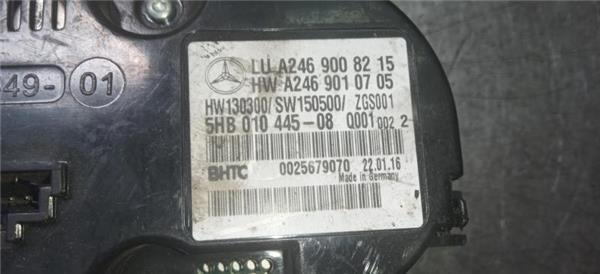 LU A246 900 82 15
HW A246 901 07 05
HW130300/SW150500/ ZGS001
5HB 010 445-08 Q001 002 2
BHTC 0025679070 22.01.16
Made in Germany
49- 01